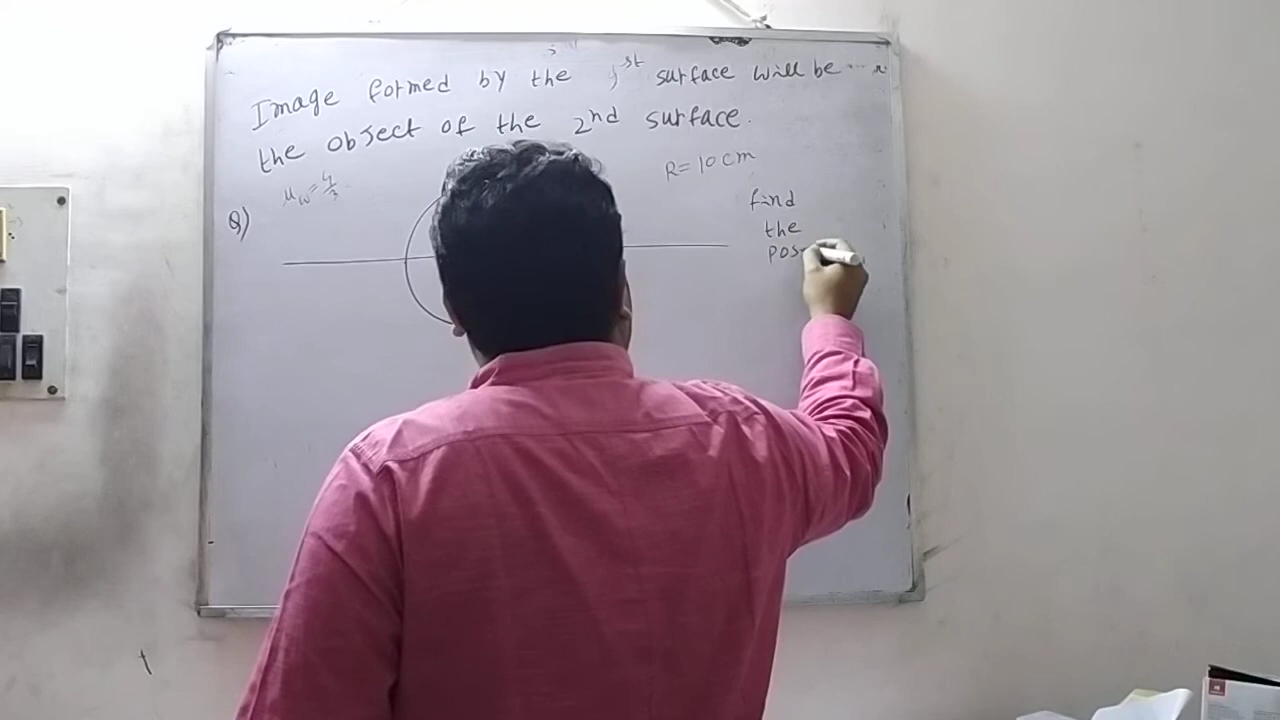 Image formed by the 1st surface will be
the object of the 2nd surface.
R = 10 cm
μw = 4/3
Q)
find
the
pos